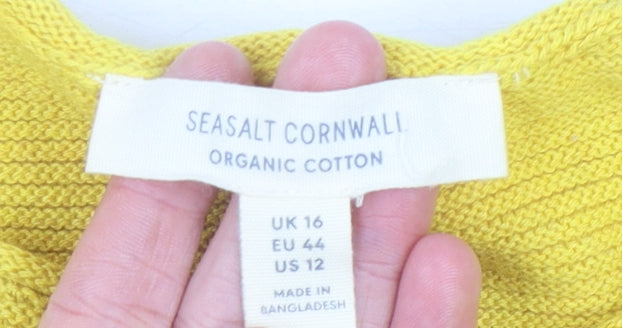 SEASALT CORNWALL
ORGANIC COTTON
UK 16
EU 44
US 12
MADE IN
BANGLADESH